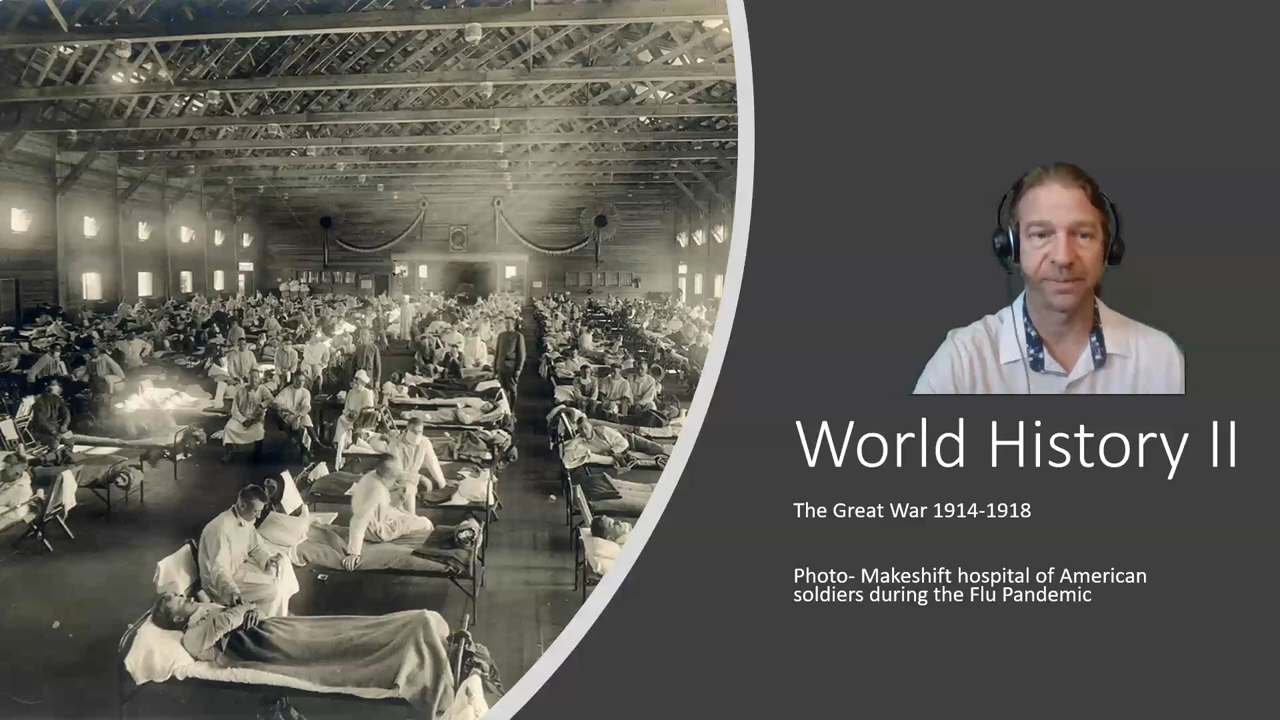 World History II
The Great War 1914-1918
Photo- Makeshift hospital of American
soldiers during the Flu Pandemic